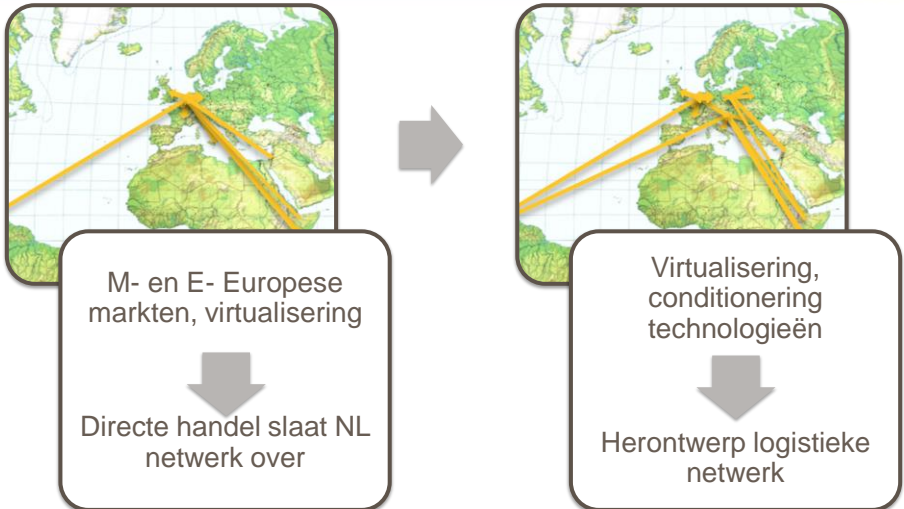 M- en E- Europese
markten, virtualisering
Directe handel slaat NL
netwerk over
Virtualisering,
conditionering
technologieën
Herontwerp logistieke
netwerk